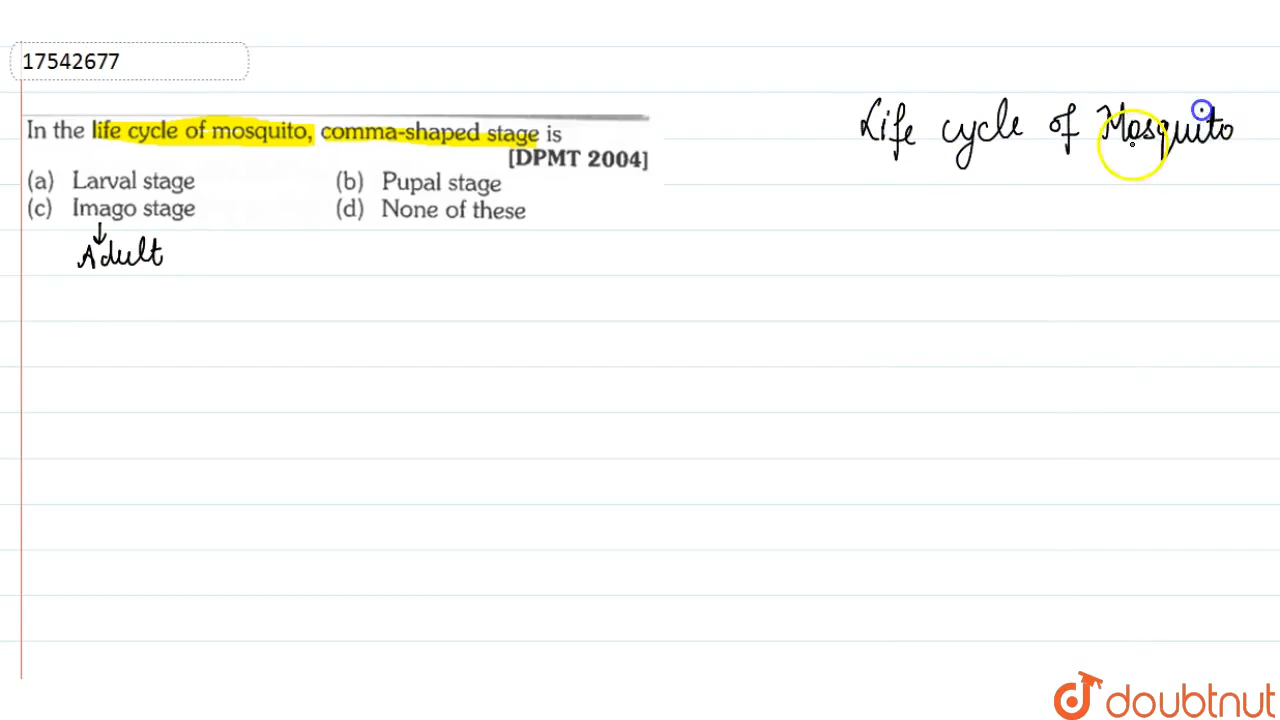 17542677
In the life cycle of mosquito, comma-shaped stage is
[DPMT 2004]
(a) Larval stage (b) Pupal stage
(c) Imago stage (d) None of these
↓
Adult
Life cycle of Mosquito
doubtnut